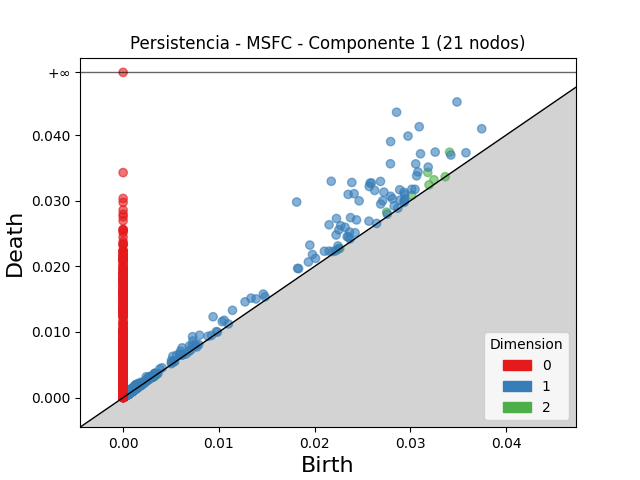 Persistencia - MSFC - Componente 1 (21 nodos)
+∞
0.040
0.030
0.020
0.010
0.000
Death
0.00 0.01 0.02 0.03 0.04
Birth
Dimension
0
1
2